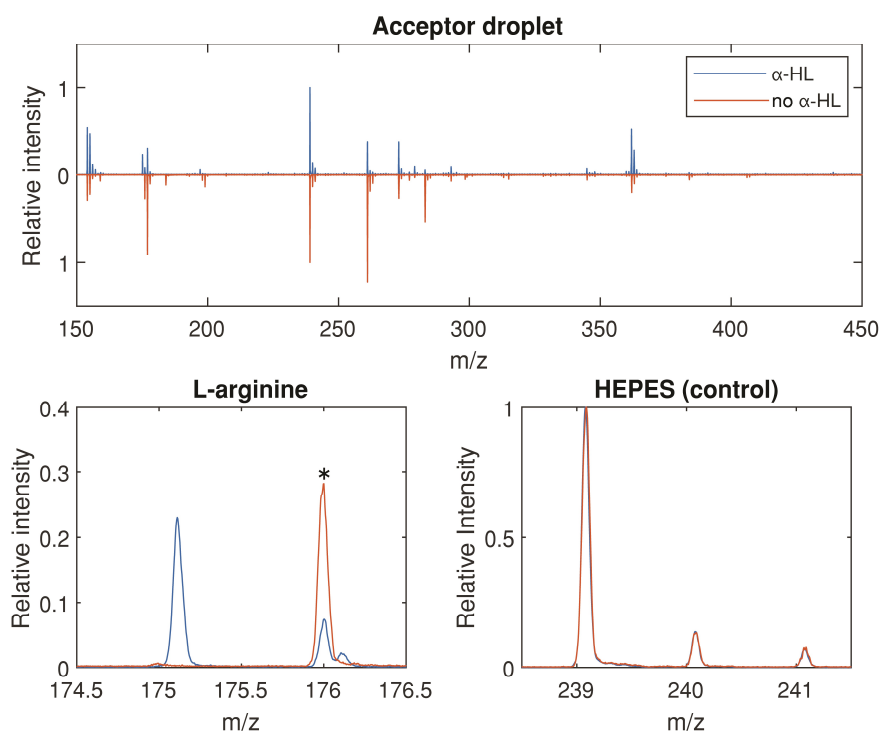 Acceptor droplet
Relative intensity
1
0
1
α-HL
no α-HL
150 200 250 300 350 400 450
m/z
L-arginine
Relative intensity
0.4
0.3
0.2
0.1
0
*
174.5 175 175.5 176 176.5
m/z
HEPES (control)
Relative Intensity
1
0.5
0
239 240 241
m/z